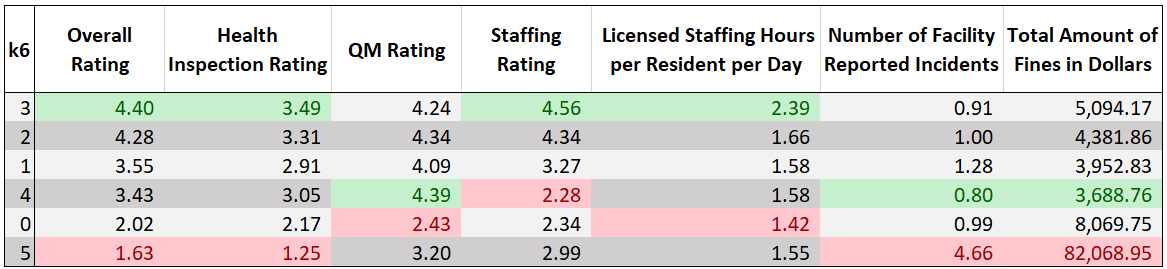 k6 Overall Rating Health Inspection Rating QM Rating Staffing Rating Licensed Staffing Hours per Resident per Day Number of Facility Reported Incidents Total Amount of Fines in Dollars
3 4.40 3.49 4.24 4.56 2.39 0.91 5,094.17
2 4.28 3.31 4.34 4.34 1.66 1.00 4,381.86
1 3.55 2.91 4.09 3.27 1.58 1.28 3,952.83
4 3.43 3.05 4.39 2.28 1.58 0.80 3,688.76
0 2.02 2.17 2.43 2.34 1.42 0.99 8,069.75
5 1.63 1.25 3.20 2.99 1.55 4.66 82,068.95